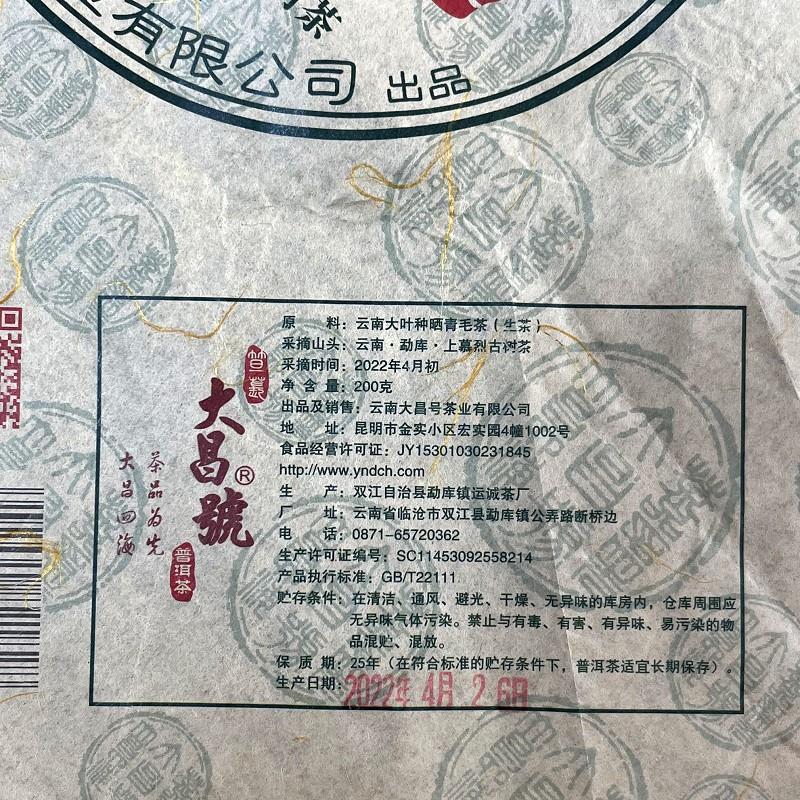 茶
有限公司 出品
原 料：云南大叶种晒青毛茶（生茶）
采摘山头：云南·勐库·上慕烈古树茶
采摘时间：2022年4月初
净 含 量：200克
出品及销售：云南大昌号茶业有限公司
地 址：昆明市金实小区宏实园4幢1002号
食品经营许可证：JY15301030231845
http://www.yndch.com
生 产：双江自治县勐库镇运诚茶厂
厂 址：云南省临沧市双江县勐库镇公弄路断桥边
电 话：0871-65720362
生产许可证编号：SC11453092558214
产品执行标准：GB/T22111
贮存条件：在清洁、通风、避光、干燥、无异味的库房内，仓库周围应
无异味气体污染。禁止与有毒、有害、有异味、易污染的物
品混贮、混放。
保 质 期：25年（在符合标准的贮存条件下，普洱茶适宜长期保存）。
生产日期：2022年 4月 2 6日
大昌號®
茶品为先
大昌四海
普洱茶